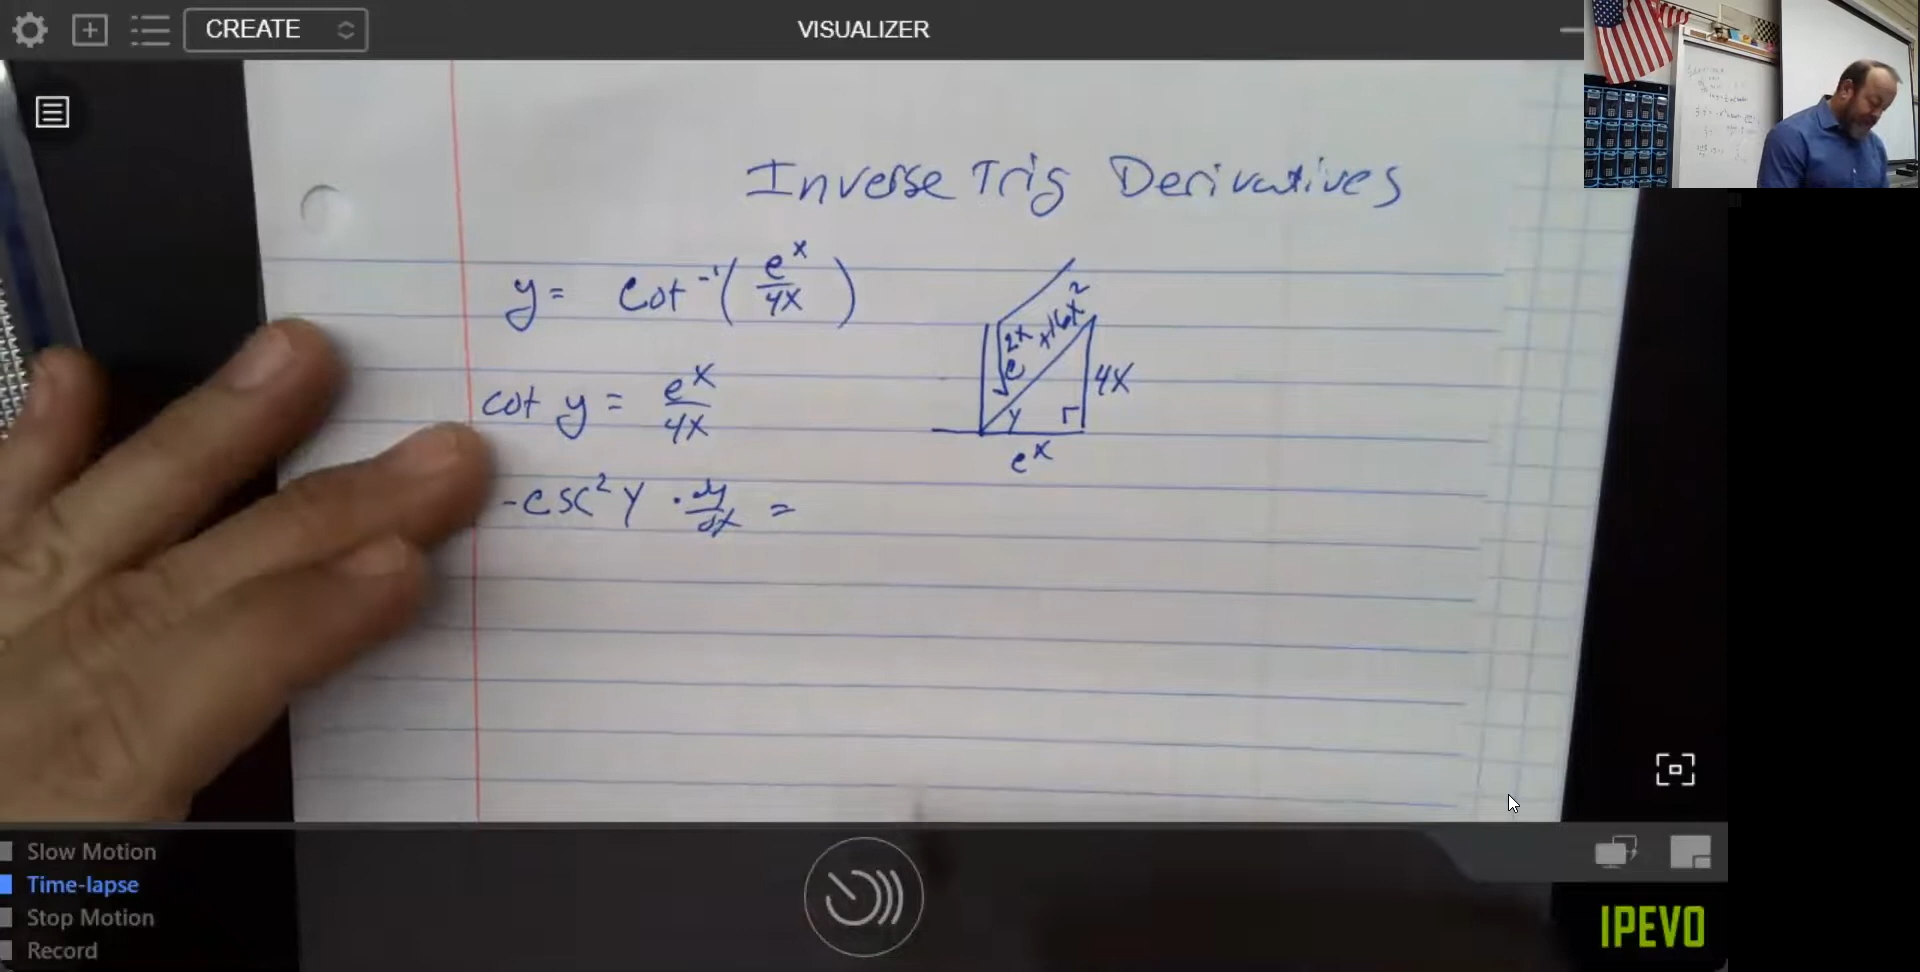 CREATE
VISUALIZER
Inverse Trig Derivatives
y = cot⁻¹(eˣ/4x)
√e²ˣ+16x²
4x
y
eˣ
cot y = eˣ/4x
-csc² y · dy/dx =
Slow Motion
Time-lapse
Stop Motion
Record
IPEVO